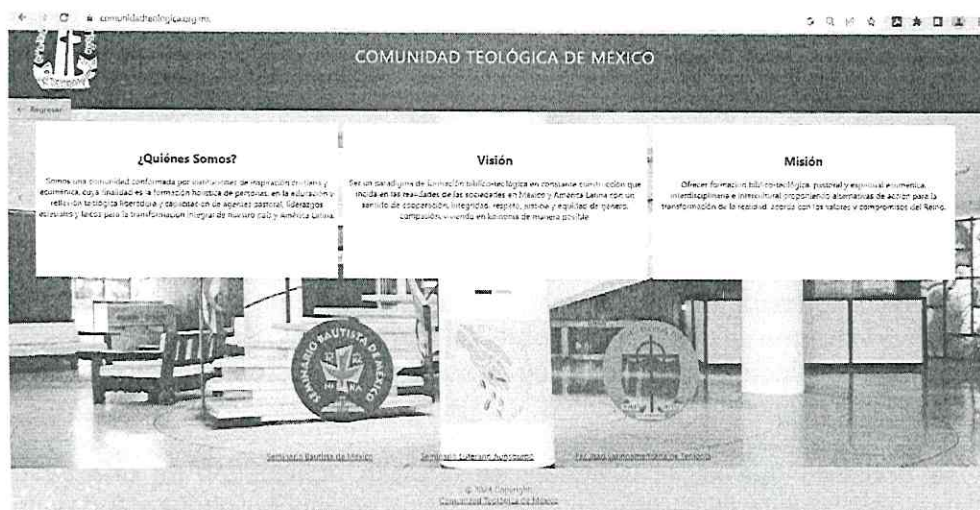 comunidadteologica.org.mx
COMUNIDAD TEOLÓGICA DE MÉXICO
← Regresar
¿Quiénes Somos?
Somos una comunidad conformada por instituciones de inspiración cristiana y
ecuménica, cuya finalidad es la formación holística de personas, en la educación y
reflexión teológica liberadora y capacitación de agentes pastoral, liderazgos
eclesiales y laicos para la transformación integral de nuestro país y América Latina.
Visión
Ser un paradigma de formación bíblico-teológica en constante construcción que
incida en las realidades de las sociedades en México y América Latina con un
sentido de cooperación, integridad, respeto, justicia y equidad de género,
compasión, viviendo en koinonia de manera posible.
Misión
Ofrecer formación bíblico-teológica, pastoral y espiritual ecuménica,
interdisciplinaria e intercultural proponiendo alternativas de acción para la
transformación de la realidad, acorde con los valores y compromisos del Reino.
SEMINARIO BAUTISTA DE MÉXICO
Seminario Bautista de México
Seminario Luterano Augsburgo
Facultad Latinoamericana de Teología
Copyright
Comunidad Teológica de México